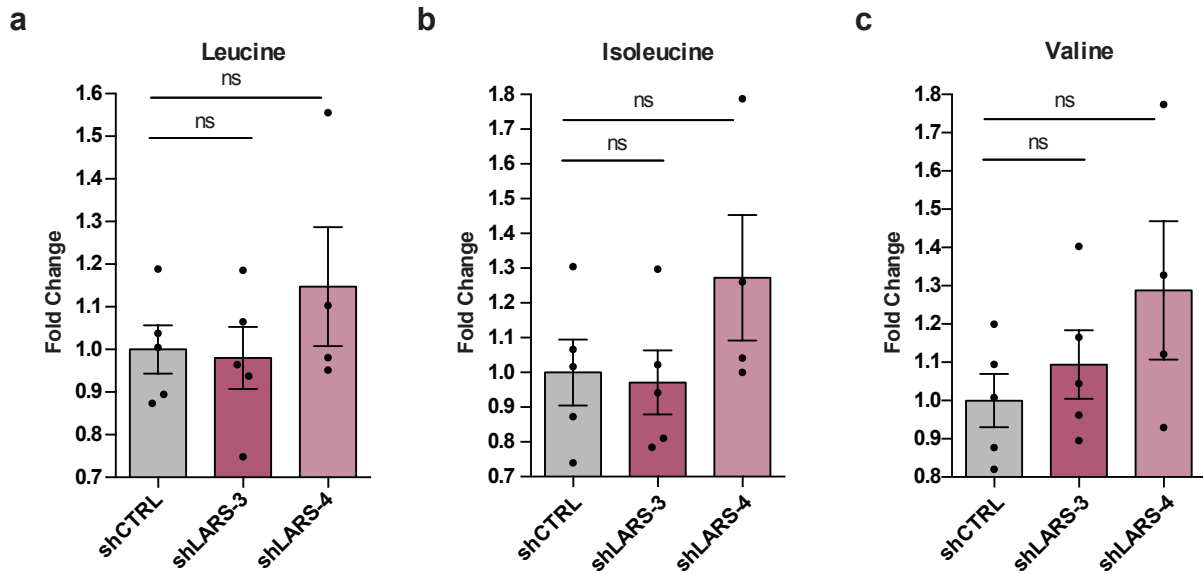 a
Leucine
ns
ns
Fold Change
1.6
1.5
1.4
1.3
1.2
1.1
1.0
0.9
0.8
0.7
shCTRL
shLARS-3
shLARS-4
b
Isoleucine
ns
ns
Fold Change
1.8
1.7
1.6
1.5
1.4
1.3
1.2
1.1
1.0
0.9
0.8
0.7
shCTRL
shLARS-3
shLARS-4
c
Valine
ns
ns
Fold Change
1.8
1.7
1.6
1.5
1.4
1.3
1.2
1.1
1.0
0.9
0.8
shCTRL
shLARS-3
shLARS-4